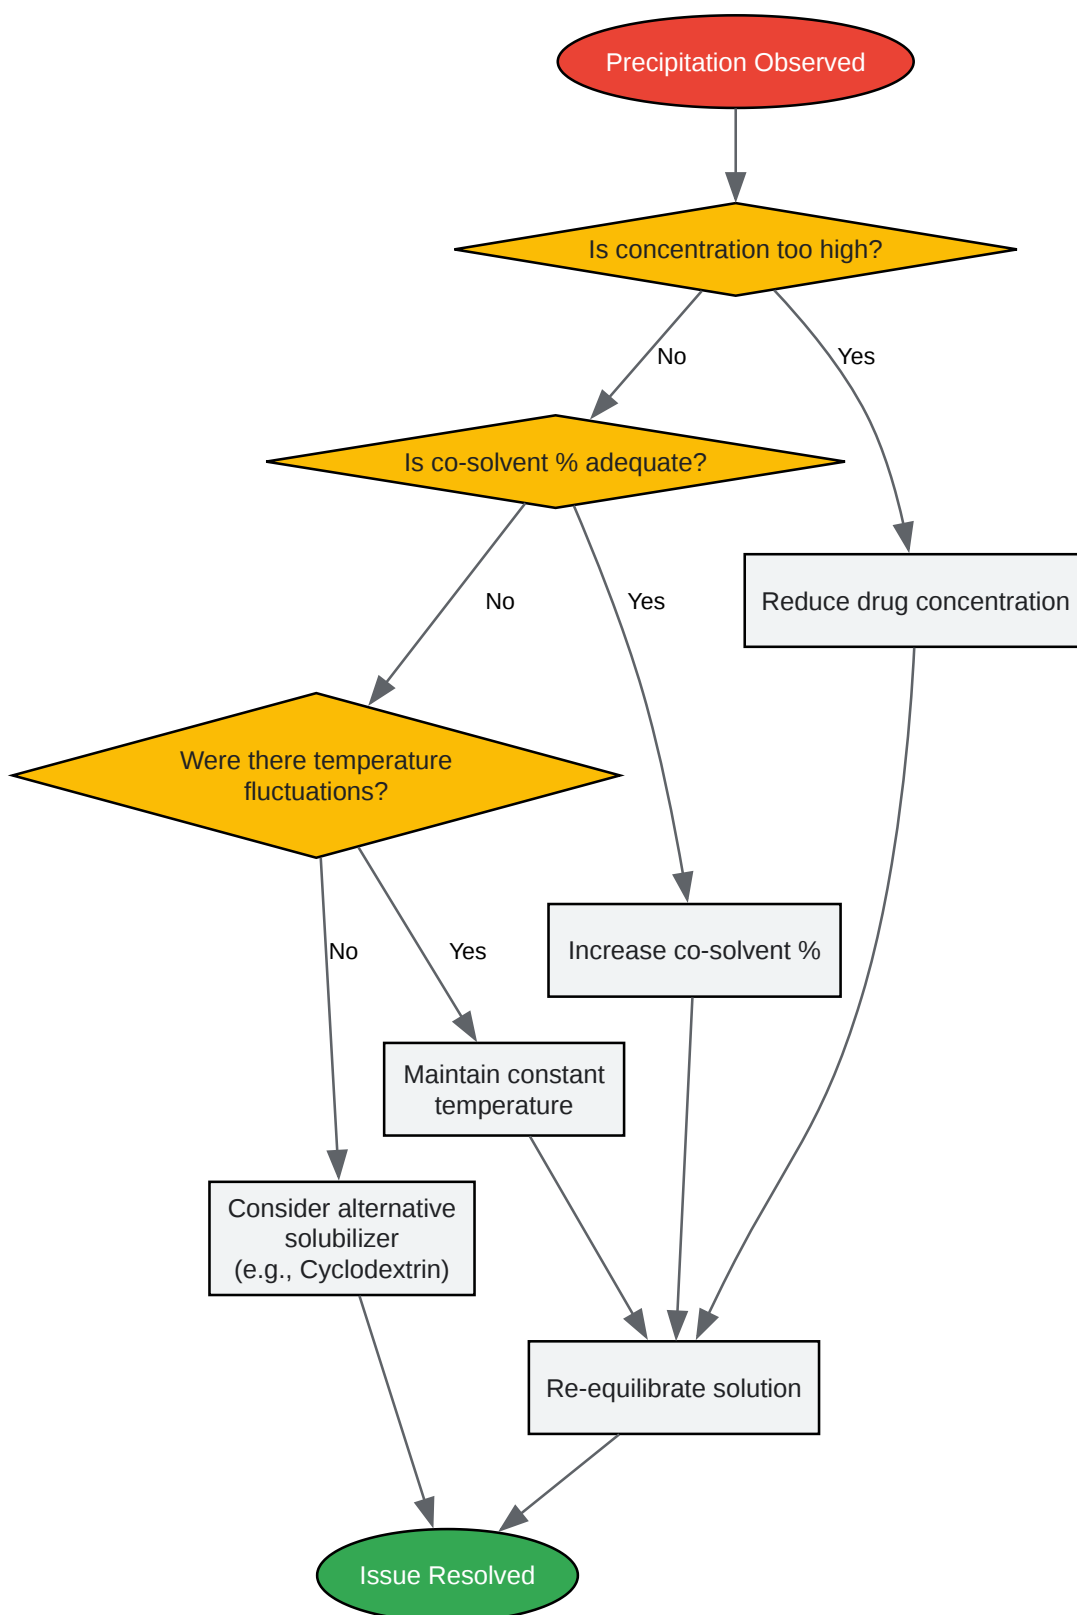 Precipitation Observed
Is concentration too high?
No
Yes
Is co-solvent % adequate?
No
Yes
Reduce drug concentration
Were there temperature
fluctuations?
No
Yes
Increase co-solvent %
Maintain constant
temperature
Consider alternative
solubilizer
(e.g., Cyclodextrin)
Re-equilibrate solution
Issue Resolved